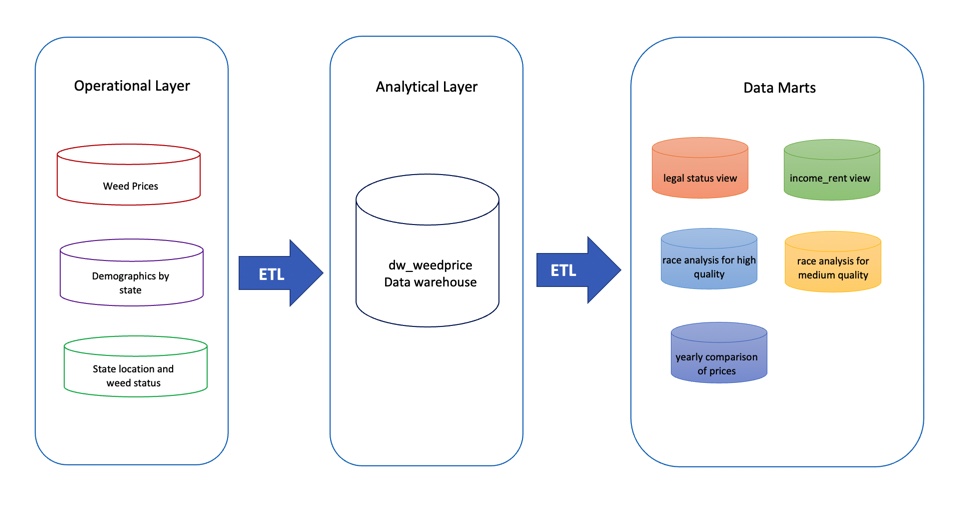 Operational Layer
Weed Prices
Demographics by
state
State location and
weed status
ETL
Analytical Layer
dw_weedprice
Data warehouse
ETL
Data Marts
legal status view
income_rent view
race analysis for high
quality
race analysis for
medium quality
yearly comparison
of prices